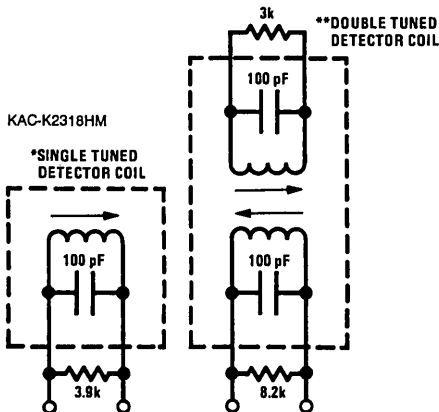 3k
**DOUBLE TUNED
DETECTOR COIL
100 pF
KAC-K2318HM
*SINGLE TUNED
DETECTOR COIL
100 pF
100 pF
3.9k
8.2k